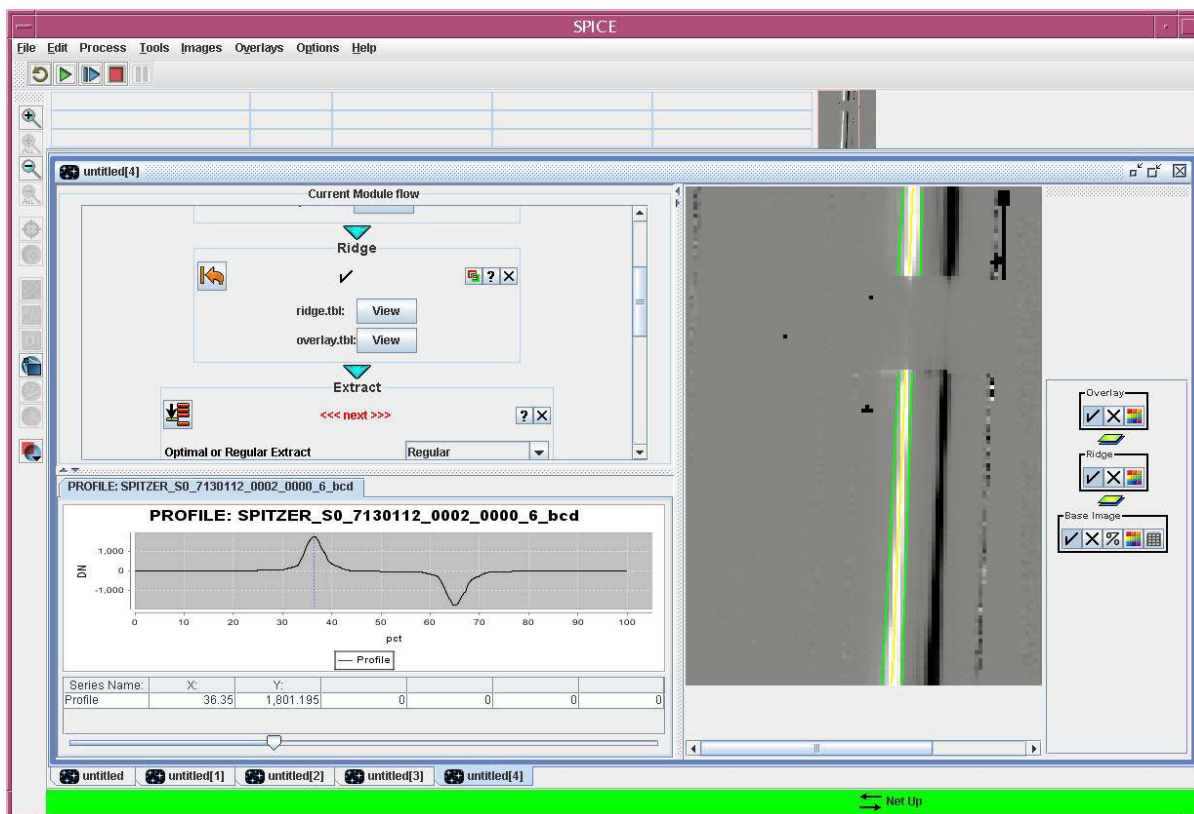 SPICE
File Edit Process Tools Images Overlays Options Help
ALL
ALL
untitled[4]
Current Module flow
Ridge
? X
ridge.tbl: View
overlay.tbl: View
Extract
<<< next >>>
? X
Optimal or Regular Extract Regular
PROFILE: SPITZER_S0_7130112_0002_0000_6_bcd
PROFILE: SPITZER_S0_7130112_0002_0000_6_bcd
DN
1,000
0
-1,000
0 10 20 30 40 50 60 70 80 90 100
pct
Profile
Series Name: X: Y:
Profile 36.35 1,801.195 0 0 0 0
Overlay
Ridge
Base Image
%
untitled untitled[1] untitled[2] untitled[3] untitled[4]
Net Up